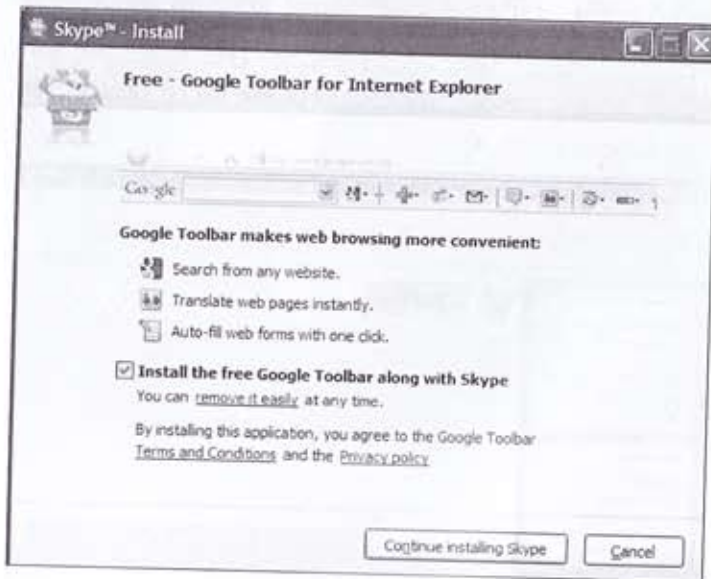 Skype™ - Install
Free - Google Toolbar for Internet Explorer
Google
Google Toolbar makes web browsing more convenient:
Search from any website.
Translate web pages instantly.
Auto-fill web forms with one click.
Install the free Google Toolbar along with Skype
You can remove it easily at any time.
By installing this application, you agree to the Google Toolbar
Terms and Conditions and the Privacy policy
Continue installing Skype
Cancel